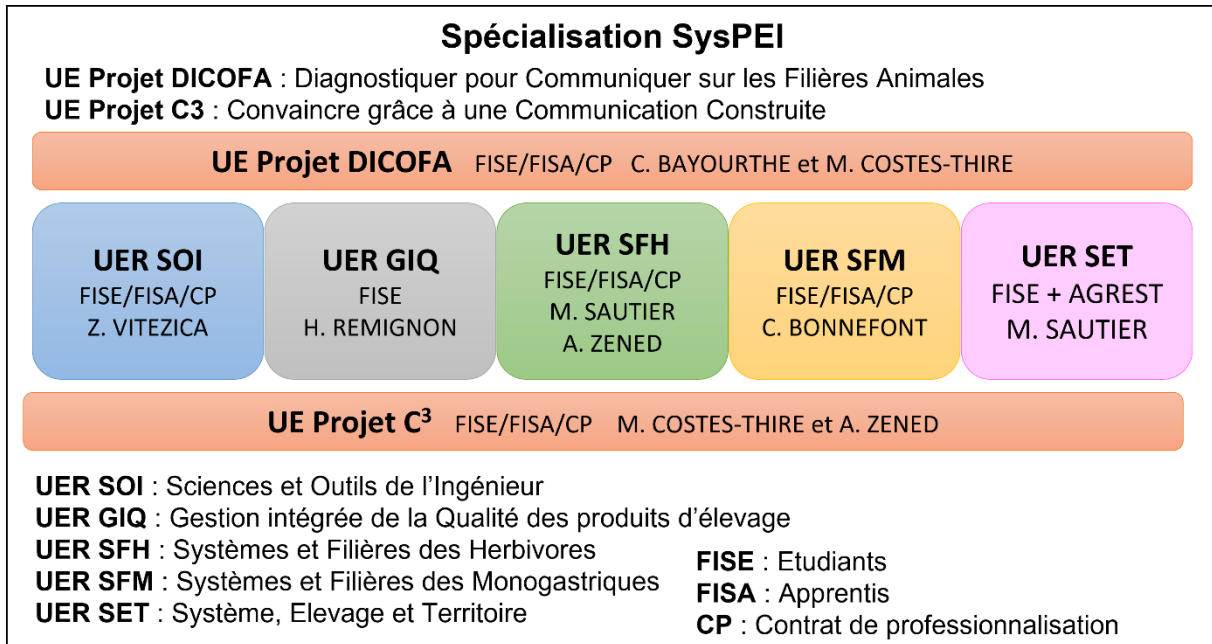 Spécialisation SysPEl
UE Projet DICOFA : Diagnostiquer pour Communiquer sur les Filières Animales
UE Projet C3 : Convaincre grâce à une Communication Construite
UE Projet DICOFA FISE/FISA/CP C. BAYOURTHE et M. COSTES-THIRE
UER SOI
FISE/FISA/CP
Z. VITEZICA
UER GIQ
FISE
H. REMIGNON
UER SFH
FISE/FISA/CP
M. SAUTIER
A. ZENED
UER SFM
FISE/FISA/CP
C. BONNEFONT
UER SET
FISE + AGREST
M. SAUTIER
UE Projet C³ FISE/FISA/CP M. COSTES-THIRE et A. ZENED
UER SOI : Sciences et Outils de l'Ingénieur
UER GIQ : Gestion intégrée de la Qualité des produits d'élevage
UER SFH : Systèmes et Filières des Herbivores
UER SFM : Systèmes et Filières des Monogastriques
UER SET : Système, Elevage et Territoire
FISE : Etudiants
FISA : Apprentis
CP : Contrat de professionnalisation